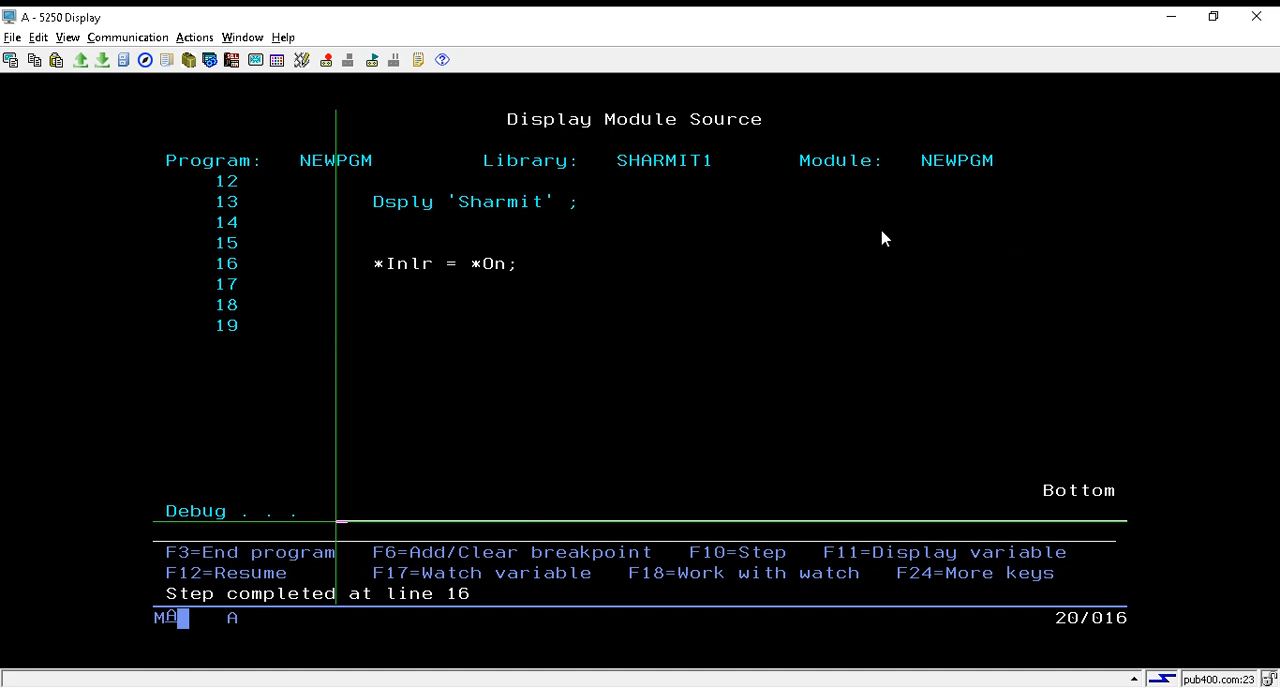 A - 5250 Display
File Edit View Communication Actions Window Help
Display Module Source
Program: NEWPGM Library: SHARMIT1 Module: NEWPGM
12
13 Dsply 'Sharmit' ;
14
15
16 *Inlr = *On;
17
18
19
Bottom
Debug . . .
F3=End program F6=Add/Clear breakpoint F10=Step F11=Display variable
F12=Resume F17=Watch variable F18=Work with watch F24=More keys
Step completed at line 16
MA A 20/016
pub400.com:23